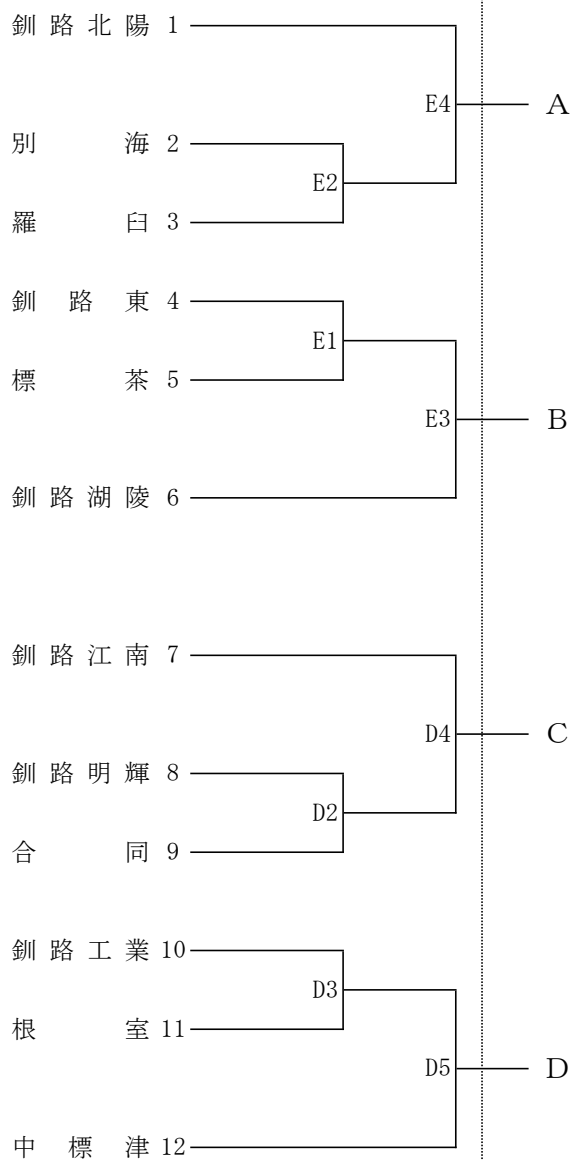 釧路北陽 1
E4 A
別海 2
E2
羅臼 3
釧路東 4
E1
標茶 5
E3 B
釧路湖陵 6
釧路江南 7
D4 C
釧路明輝 8
D2
合同 9
釧路工業 10
D3
根室 11
D5 D
中標津 12